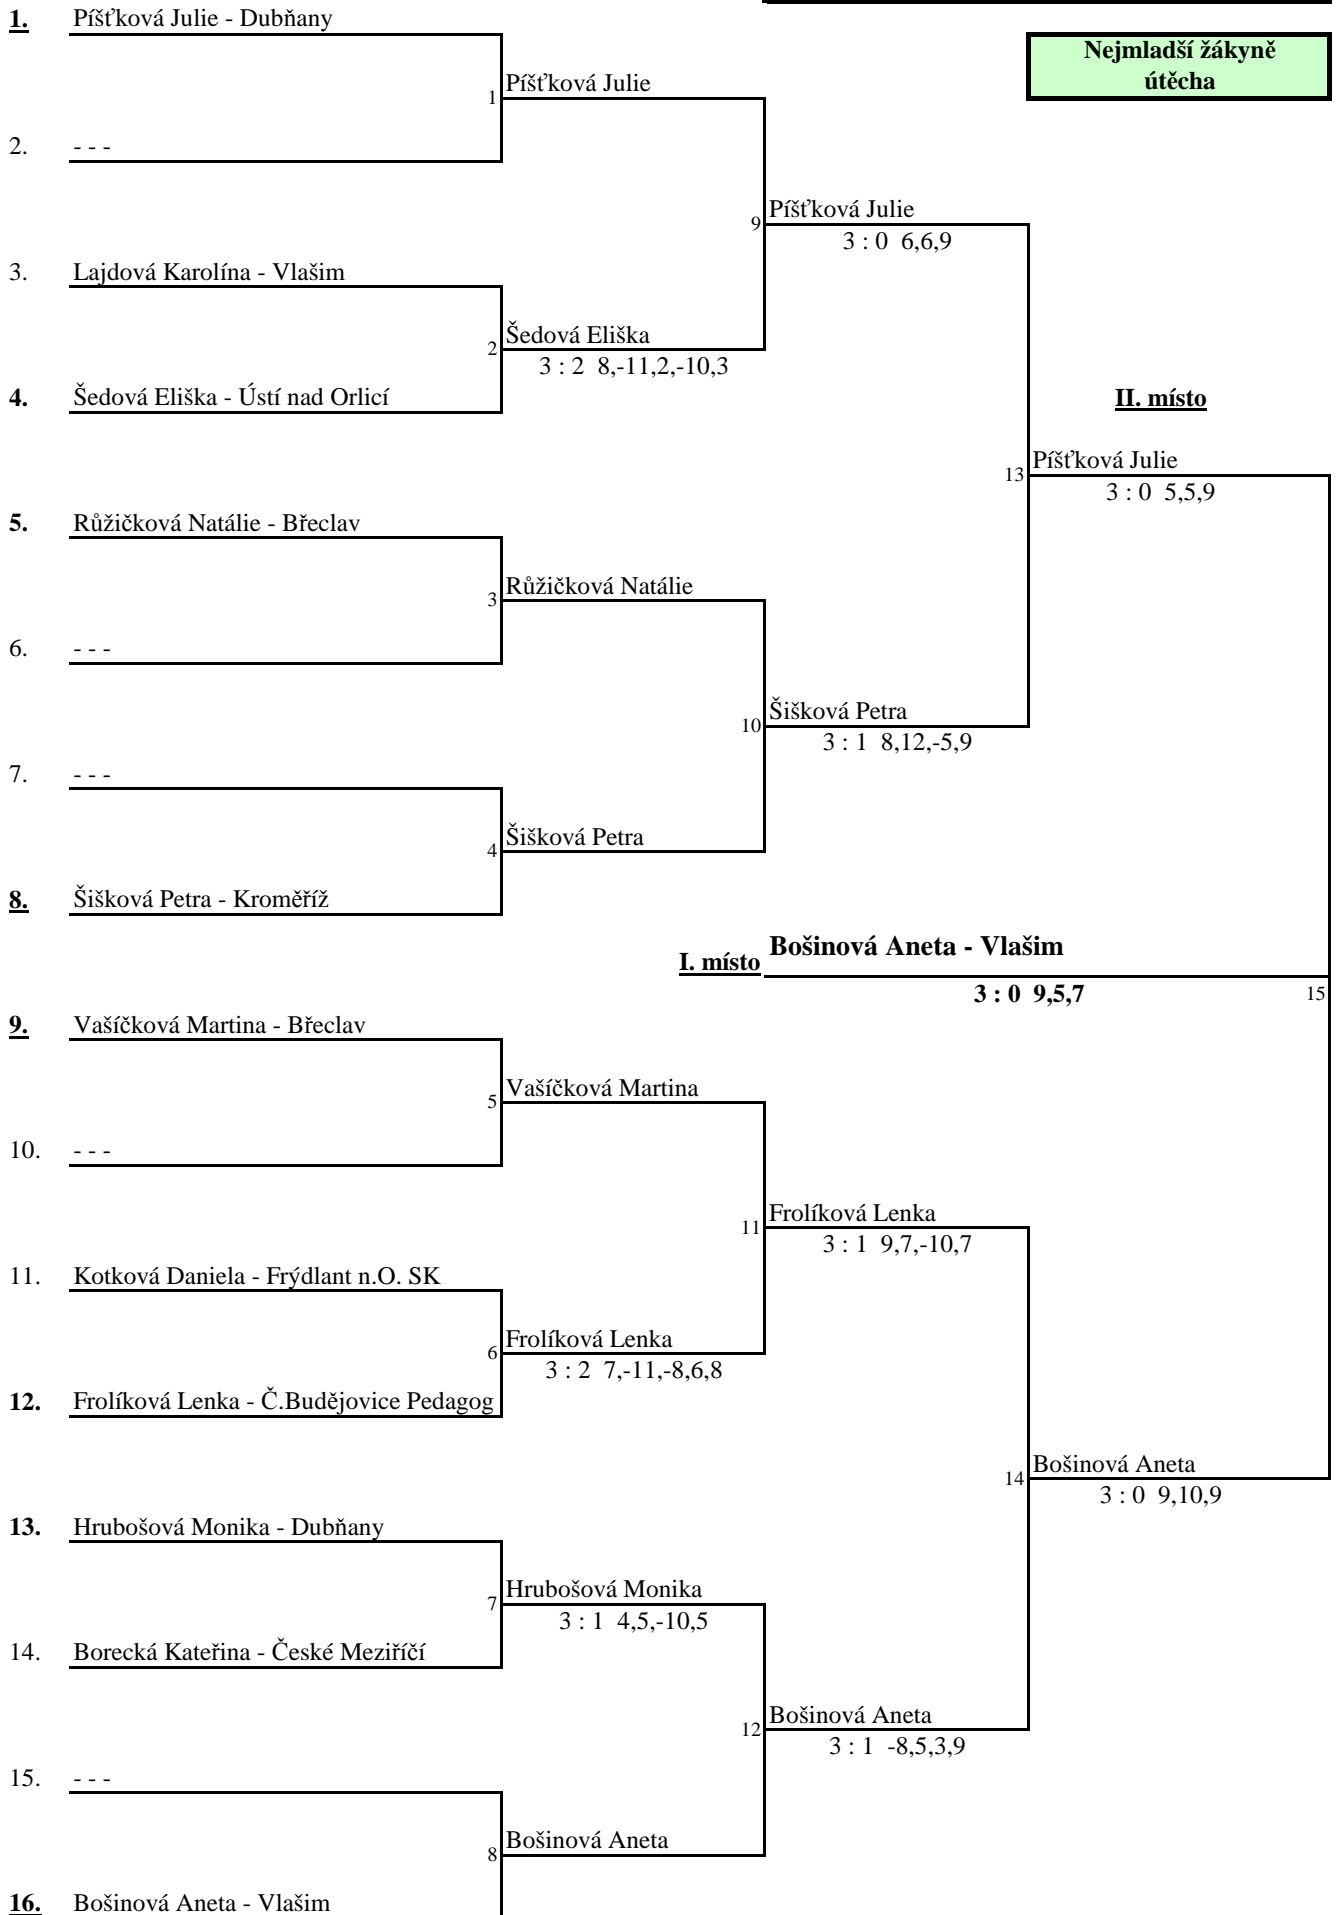 1. Píšťková Julie - Dubňany
Nejmladší žákyně
útěcha
1 Píšťková Julie
2. - - -
9 Píšťková Julie
3 : 0 6,6,9
3. Lajdová Karolína - Vlašim
2 Šedová Eliška
3 : 2 8,-11,2,-10,3
4. Šedová Eliška - Ústí nad Orlicí
II. místo
13 Píšťková Julie
3 : 0 5,5,9
5. Růžičková Natálie - Břeclav
3 Růžičková Natálie
6. - - -
10 Šišková Petra
3 : 1 8,12,-5,9
7. - - -
4 Šišková Petra
8. Šišková Petra - Kroměříž
I. místo Bošinová Aneta - Vlašim
3 : 0 9,5,7 15
9. Vašíčková Martina - Břeclav
5 Vašíčková Martina
10. - - -
11 Frolíková Lenka
3 : 1 9,7,-10,7
11. Kotková Daniela - Frýdlant n.O. SK
6 Frolíková Lenka
3 : 2 7,-11,-8,6,8
12. Frolíková Lenka - Č.Budějovice Pedagog
14 Bošinová Aneta
3 : 0 9,10,9
13. Hrubošová Monika - Dubňany
7 Hrubošová Monika
3 : 1 4,5,-10,5
14. Borecká Kateřina - České Meziříčí
12 Bošinová Aneta
3 : 1 -8,5,3,9
15. - - -
8 Bošinová Aneta
16. Bošinová Aneta - Vlašim